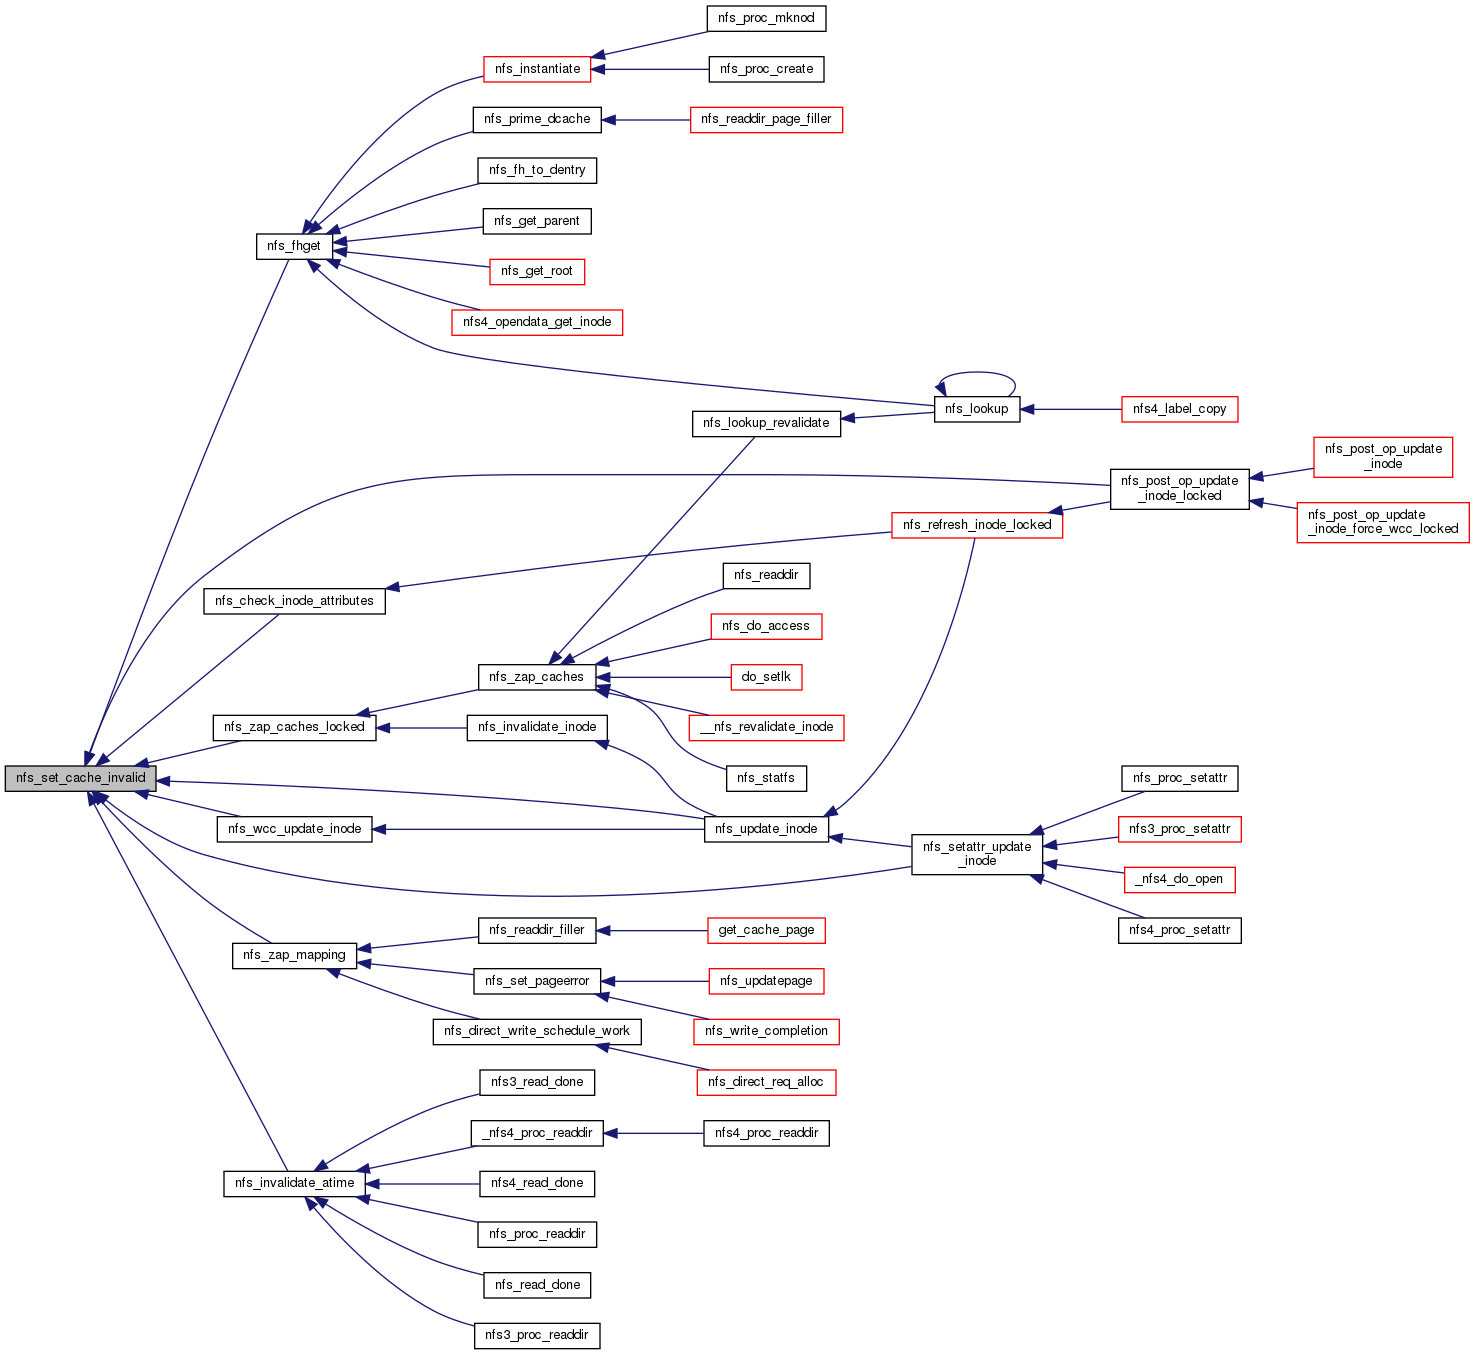 nfs_proc_mknod
nfs_instantiate
nfs_proc_create
nfs_prime_dcache
nfs_readdir_page_filler
nfs_fh_to_dentry
nfs_get_parent
nfs_fhget
nfs_get_root
nfs4_opendata_get_inode
nfs_lookup
nfs4_label_copy
nfs_lookup_revalidate
nfs_post_op_update
_inode
nfs_post_op_update
_inode_locked
nfs_post_op_update
_inode_force_wcc_locked
nfs_refresh_inode_locked
nfs_readdir
nfs_check_inode_attributes
nfs_do_access
nfs_zap_caches
do_setlk
nfs_zap_caches_locked
nfs_invalidate_inode
__nfs_revalidate_inode
nfs_set_cache_invalid
nfs_statfs
nfs_proc_setattr
nfs_wcc_update_inode
nfs_update_inode
nfs3_proc_setattr
nfs_setattr_update
_inode
_nfs4_do_open
nfs4_proc_setattr
nfs_readdir_filler
get_cache_page
nfs_zap_mapping
nfs_set_pageerror
nfs_updatepage
nfs_direct_write_schedule_work
nfs_write_completion
nfs_direct_req_alloc
nfs3_read_done
_nfs4_proc_readdir
nfs4_proc_readdir
nfs_invalidate_atime
nfs4_read_done
nfs_proc_readdir
nfs_read_done
nfs3_proc_readdir